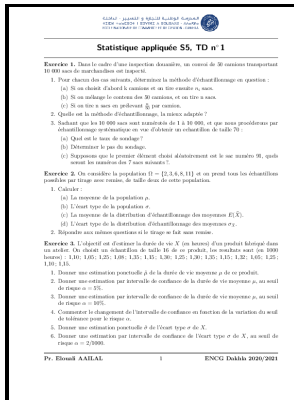 Statistique appliquée S5, TD n°1
Exercice 1. Dans le cadre d'une inspection douanière, un convoi de 50 camions transportant
10 000 sacs de marchandises est inspecté.
1. Pour chacun des cas suivants, déterminez la méthode d'échantillonnage en question :
(a) Si on choisit d'abord k camions et on tire ensuite nᵢ sacs.
(b) Si on mélange le contenu des 50 camions, et on tire n sacs.
(c) Si on tire n sacs en prélevant par camion.
2. Quelle est la méthode d'échantillonnage, la mieux adaptée ?
3. Sachant que les 10 000 sacs sont numérotés de 1 à 10 000, et que nous procéderons par
échantillonnage systématique en vue d'obtenir un échantillon de taille 70 :
(a) Quel est le taux de sondage ?
(b) Déterminer le pas du sondage.
(c) Supposons que le premier élément choisi aléatoirement est le sac numéro 90, quels
seront les numéros des 7 sacs suivants ?
Exercice 2. On considère la population Π = {2, 3, 6, 8, 11} et on prend tous les échantillons
possibles par tirage avec remise, de taille deux de cette population.
1. Calculer :
(a) La moyenne de la population μ.
(b) L'écart type de la population σ.
(c) La moyenne de la distribution d'échantillonnage des moyennes E(X̄).
(d) L'écart type de la distribution d'échantillonnage des moyennes σ_X̄.
2. Répondre aux mêmes questions si le tirage se fait sans remise.
Exercice 3. L'objectif est d'estimer la durée de vie X (en heures) d'un produit fabriqué dans
un atelier. On choisit un échantillon de taille 16 de ce produit, les résultats sont (en 1000
heures) : 1,10; 1,05; 1,25; 1,08; 1,35; 1,15; 1,30; 1,25; 1,30; 1,35; 1,15; 1,32; 1,05; 1,25;
1,10; 1,15.
1. Donner une estimation ponctuelle μ̂ de la durée de vie moyenne μ de ce produit.
2. Donner une estimation par intervalle de confiance de la durée de vie moyenne μ, au seuil
de risque α = 5%.
3. Donner une estimation par intervalle de confiance de la durée de vie moyenne μ, au seuil
de risque α = 10%.
4. Commenter le changement de l'intervalle de confiance en fonction de la variation du seuil
de tolérance pour le risque α.
5. Donner une estimation ponctuelle σ̂ de l'écart type σ de X.
6. Donner une estimation par intervalle de confiance de l'écart type σ de X, au seuil de
risque α = 2/1000.
Pr. Elouafi AAILAL 1 ENCG Dakhla 2020/2021